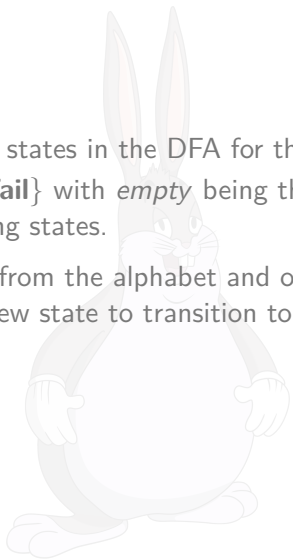 states in the DFA for th
ail} with empty being th
ng states.
from the alphabet and o
ew state to transition to